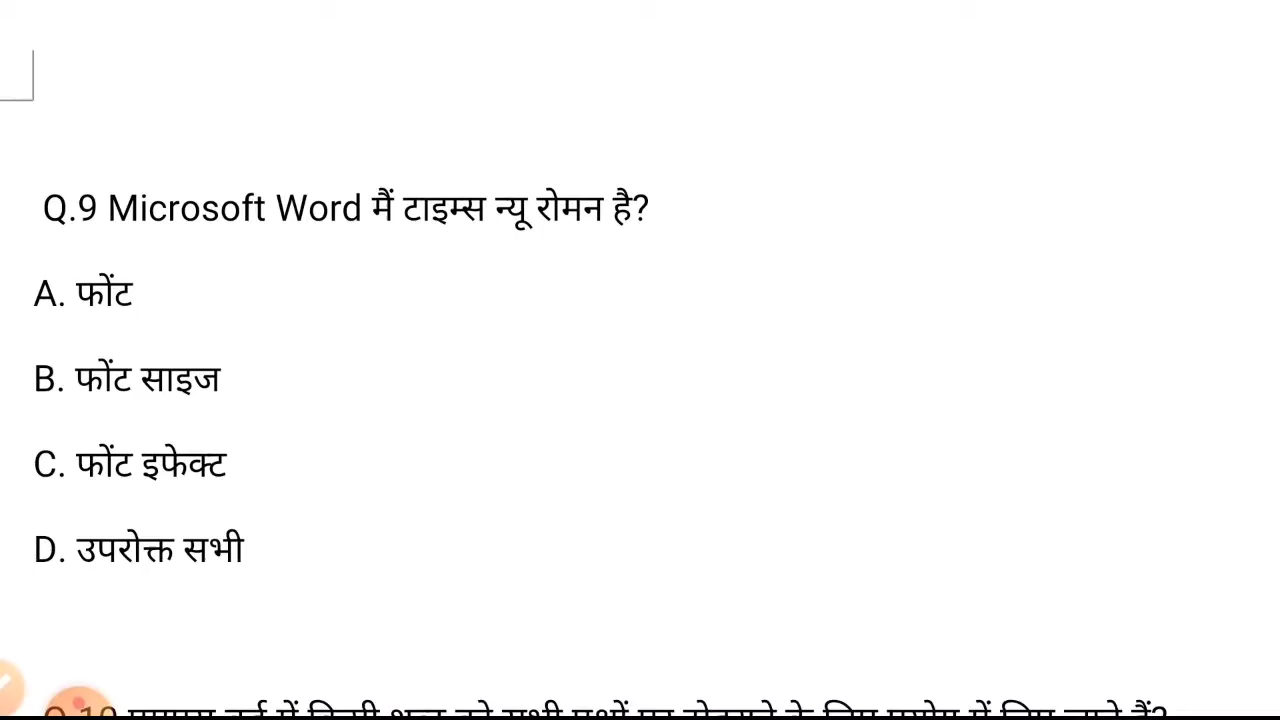 Q.9 Microsoft Word मैं टाइम्स न्यू रोमन है?
A. फोंट
B. फोंट साइज
C. फोंट इफेक्ट
D. उपरोक्त सभी